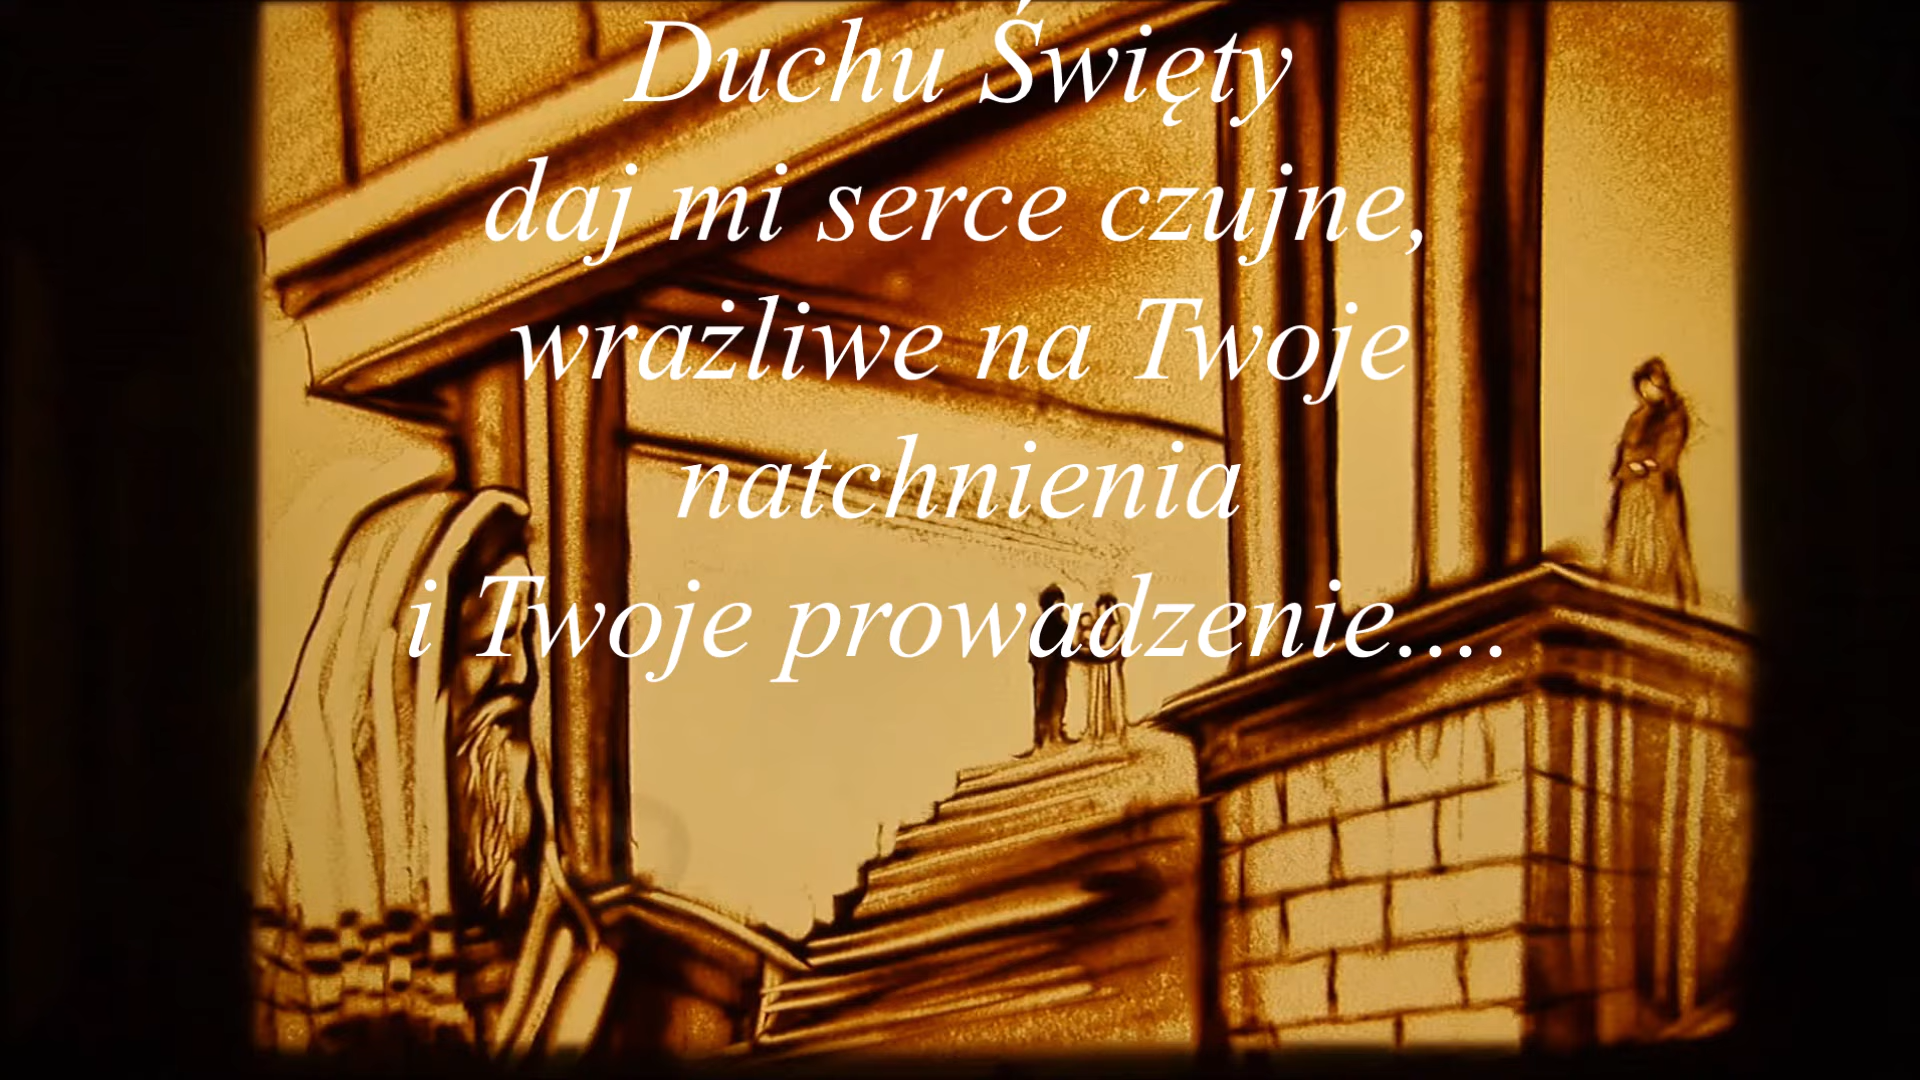 Duchu Święty
daj mi serce czujne,
wrażliwe na Twoje
natchnienia
i Twoje prowadzenie....